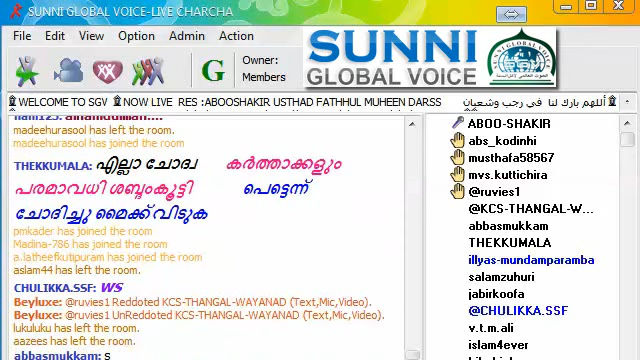 SUNNI GLOBAL VOICE-LIVE CHARCHA
File Edit View Option Admin Action
SUNNI
GLOBAL VOICE
G Owner:
Members
WELCOME TO SGV NOW LIVE RES :ABOOSHAKIR USTHAD FATHHUL MUHEEN DARSS اللهم بارك لنا في رجب وشعبان
madeehurasool has left the room.
madeehurasool has joined the room.
THEKKUMALA: എല്ലാ ചോദ്യ കർത്താക്കളും
പരമാവധി ശബ്ദംകൂട്ടി പെട്ടെന്ന്
ചോദിച്ചു മൈക്ക് വിടുക
pmkader has joined the room
Madina-786 has joined the room
a.latheefkutipuram has joined the room
aslam44 has left the room.
CHULIKKA.SSF: WS
Beyluxe: @ruvies1 Reddoted KCS-THANGAL-WAYANAD (Text,Mic,Video).
Beyluxe: @ruvies1 UnReddoted KCS-THANGAL-WAYANAD (Text,Mic,Video).
lukuluku has left the room.
aazees has left the room.
abbasmukkam: s
ABOO-SHAKIR
abs_kodinhi
musthafa58567
mvs.kuttichira
@ruvies1
@KCS-THANGAL-W...
abbasmukkam
THEKKUMALA
illyas-mundamparamba
salamzuhuri
jabirkoofa
@CHULIKKA.SSF
v.t.m.ali
islam4ever